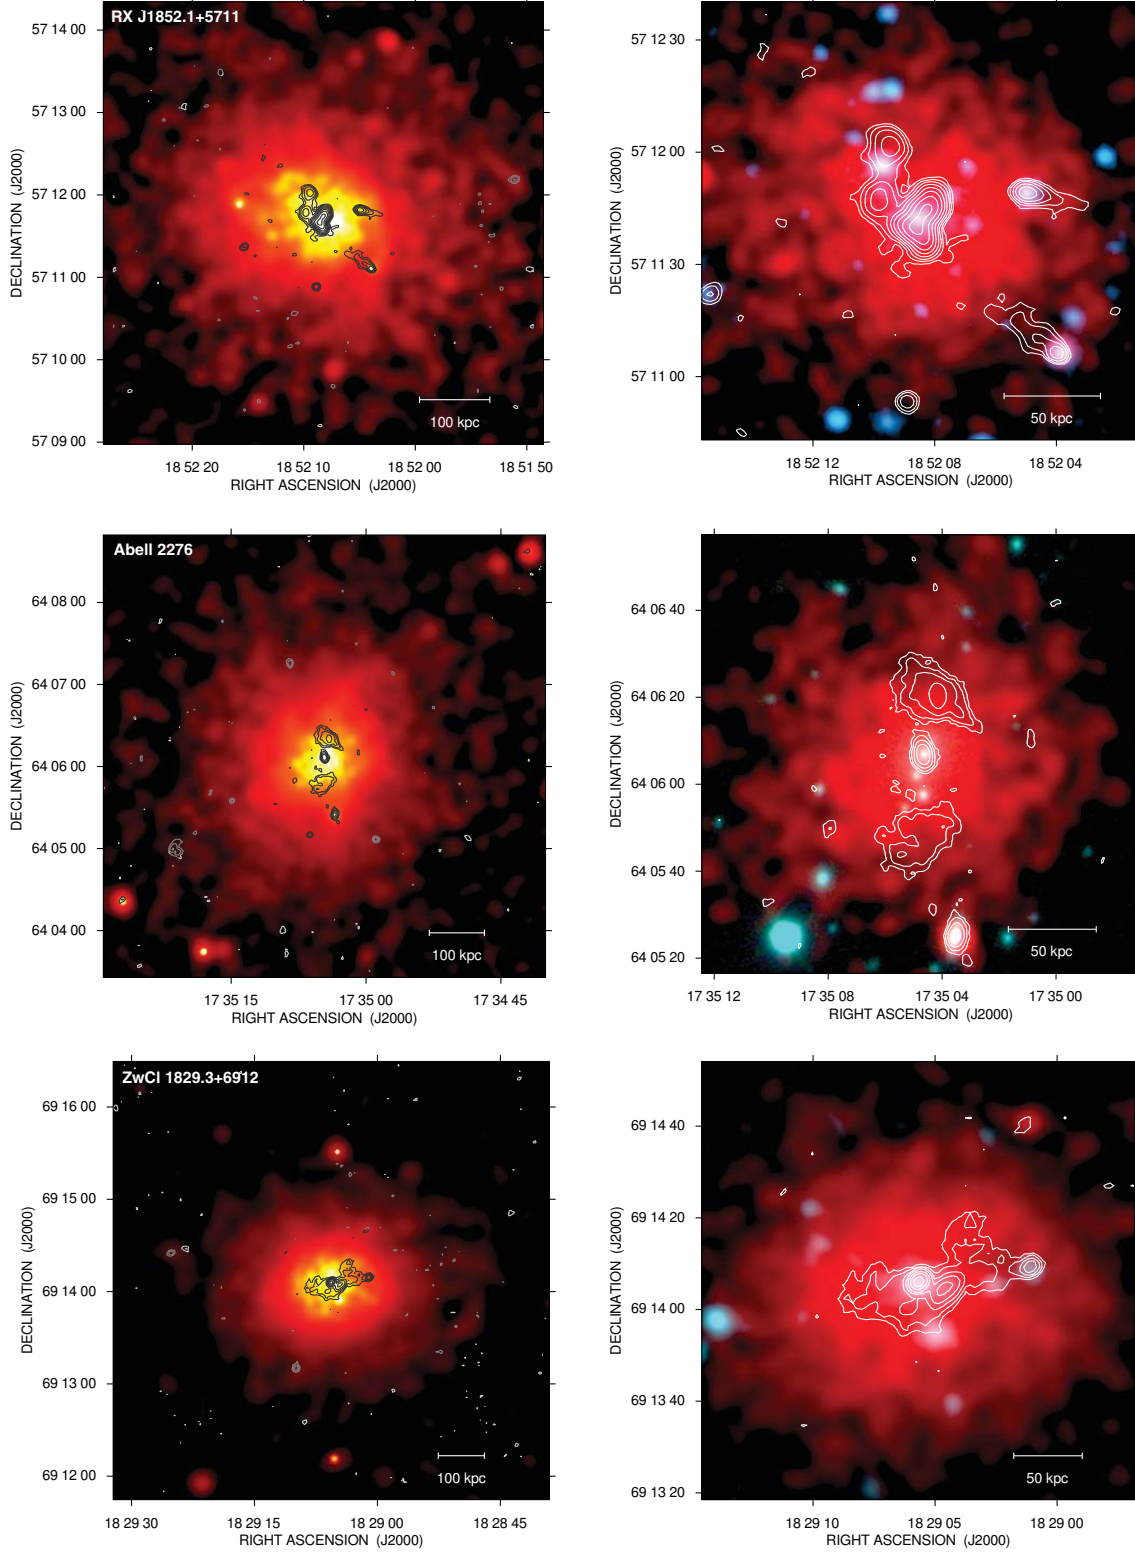 RX J1852.1+5711
57 14 00
57 13 00
57 12 00
57 11 00
57 10 00
57 09 00
DECLINATION (J2000)
100 kpc
18 52 20
18 52 10
18 52 00
18 51 50
RIGHT ASCENSION (J2000)
57 12 30
57 12 00
57 11 30
57 11 00
DECLINATION (J2000)
50 kpc
18 52 12
18 52 08
18 52 04
RIGHT ASCENSION (J2000)
Abell 2276
64 08 00
64 07 00
64 06 00
64 05 00
64 04 00
DECLINATION (J2000)
100 kpc
17 35 15
17 35 00
17 34 45
RIGHT ASCENSION (J2000)
64 06 40
64 06 20
64 06 00
64 05 40
64 05 20
DECLINATION (J2000)
50 kpc
17 35 12
17 35 08
17 35 04
17 35 00
RIGHT ASCENSION (J2000)
ZwCl 1829.3+6912
69 16 00
69 15 00
69 14 00
69 13 00
69 12 00
DECLINATION (J2000)
100 kpc
18 29 30
18 29 15
18 29 00
18 28 45
RIGHT ASCENSION (J2000)
69 14 40
69 14 20
69 14 00
69 13 40
69 13 20
DECLINATION (J2000)
50 kpc
18 29 10
18 29 05
18 29 00
RIGHT ASCENSION (J2000)